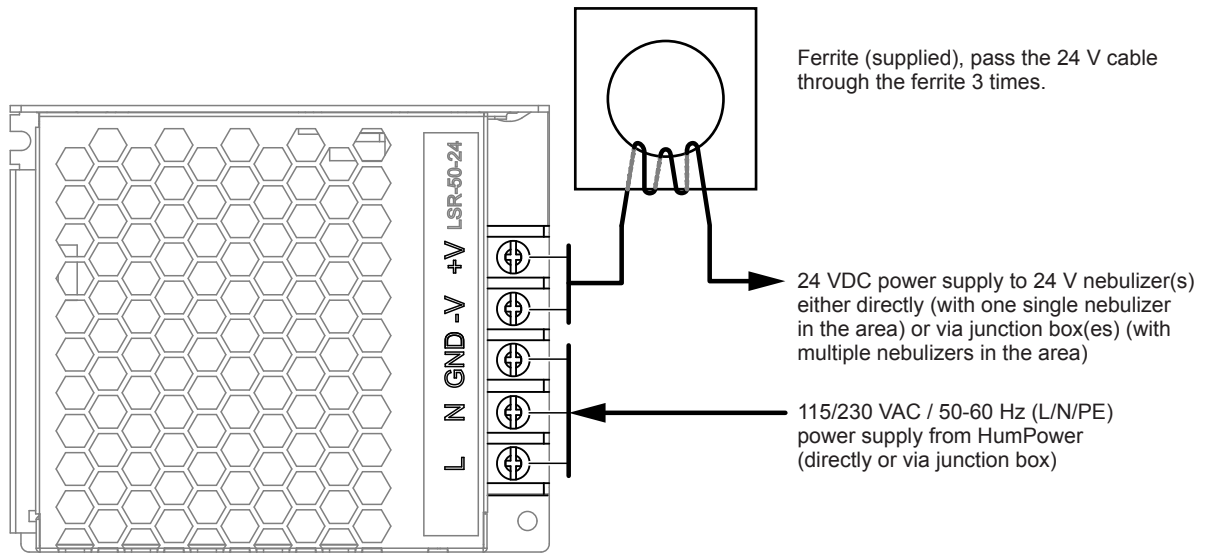 Ferrite (supplied), pass the 24 V cable
through the ferrite 3 times.
LSR-50-24
+V
-V
GND
N
L
24 VDC power supply to 24 V nebulizer(s)
either directly (with one single nebulizer
in the area) or via junction box(es) (with
multiple nebulizers in the area)
115/230 VAC / 50-60 Hz (L/N/PE)
power supply from HumPower
(directly or via junction box)